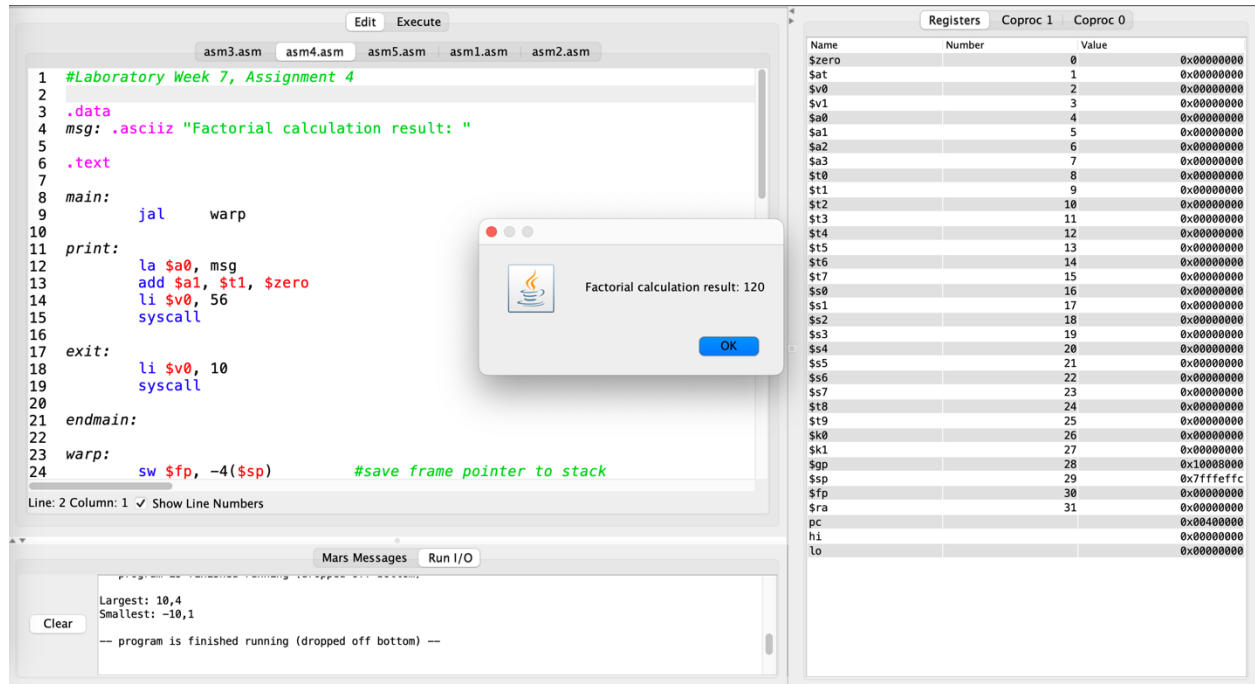 Edit Execute
asm3.asm asm4.asm asm5.asm asm1.asm asm2.asm
1 #Laboratory Week 7, Assignment 4
2
3 .data
4 msg: .asciiz "Factorial calculation result: "
5
6 .text
7
8 main:
9 jal warp
10
11 print:
12 la $a0, msg
13 add $a1, $t1, $zero
14 li $v0, 56
15 syscall
16
17 exit:
18 li $v0, 10
19 syscall
20
21 endmain:
22
23 warp:
24 sw $fp, -4($sp) #save frame pointer to stack
Line: 2 Column: 1 ✓ Show Line Numbers
Factorial calculation result: 120
OK
Mars Messages Run I/O
Clear
-- program is finished running (dropped off bottom)
Largest: 10,4
Smallest: -10,1
-- program is finished running (dropped off bottom) --
Registers Coproc 1 Coproc 0
Name Number Value
$zero 0 0x00000000
$at 1 0x00000000
$v0 2 0x00000000
$v1 3 0x00000000
$a0 4 0x00000000
$a1 5 0x00000000
$a2 6 0x00000000
$a3 7 0x00000000
$t0 8 0x00000000
$t1 9 0x00000000
$t2 10 0x00000000
$t3 11 0x00000000
$t4 12 0x00000000
$t5 13 0x00000000
$t6 14 0x00000000
$t7 15 0x00000000
$s0 16 0x00000000
$s1 17 0x00000000
$s2 18 0x00000000
$s3 19 0x00000000
$s4 20 0x00000000
$s5 21 0x00000000
$s6 22 0x00000000
$s7 23 0x00000000
$t8 24 0x00000000
$t9 25 0x00000000
$k0 26 0x00000000
$k1 27 0x00000000
$gp 28 0x10008000
$sp 29 0x7fffeffc
$fp 30 0x00000000
$ra 31 0x00000000
pc 0x00400000
hi 0x00000000
lo 0x00000000